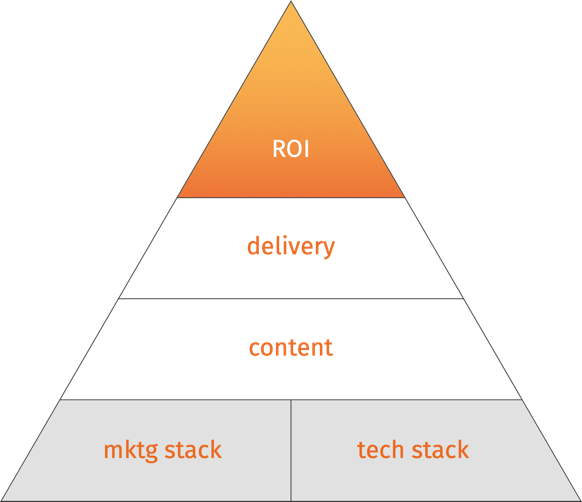 ROI
delivery
content
mktg stack
tech stack